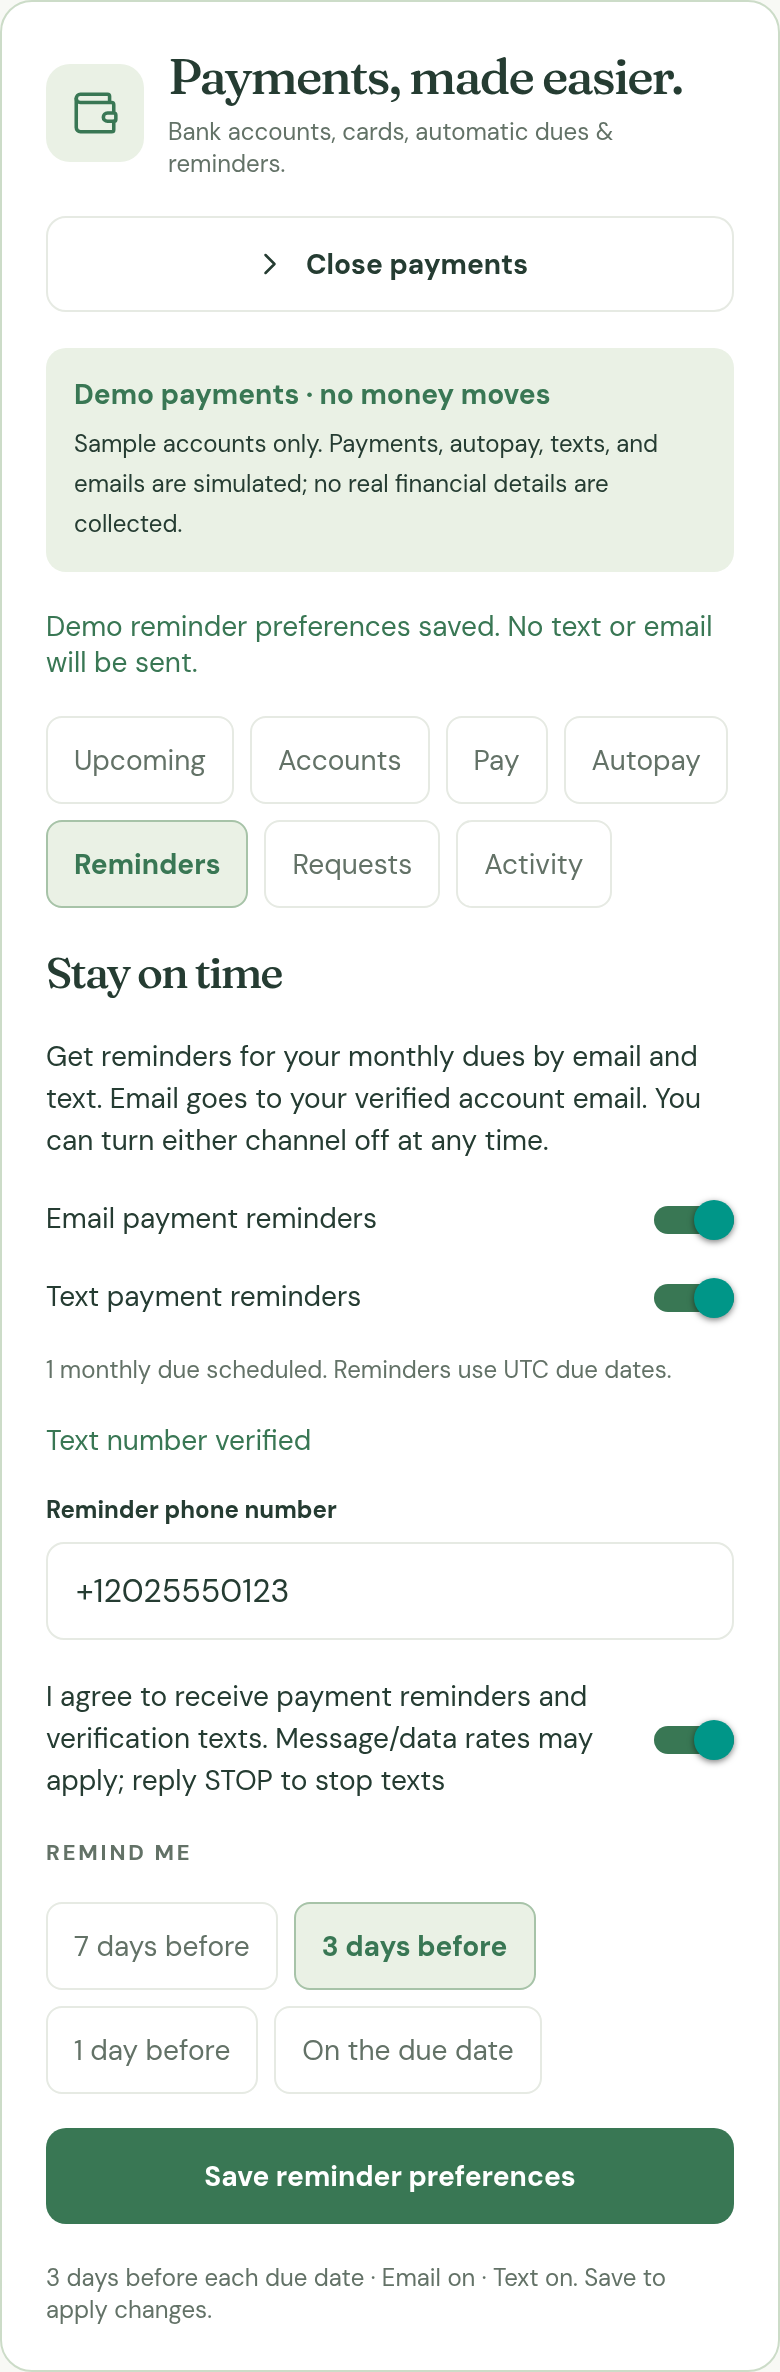 Payments, made easier.
Bank accounts, cards, automatic dues &
reminders.
Close payments
Demo payments · no money moves
Sample accounts only. Payments, autopay, texts, and
emails are simulated; no real financial details are
collected.
Demo reminder preferences saved. No text or email
will be sent.
Upcoming Accounts Pay Autopay
Reminders Requests Activity
Stay on time
Get reminders for your monthly dues by email and
text. Email goes to your verified account email. You
can turn either channel off at any time.
Email payment reminders
Text payment reminders
1 monthly due scheduled. Reminders use UTC due dates.
Text number verified
Reminder phone number
+12025550123
I agree to receive payment reminders and
verification texts. Message/data rates may
apply; reply STOP to stop texts
REMIND ME
7 days before 3 days before
1 day before On the due date
Save reminder preferences
3 days before each due date · Email on · Text on. Save to
apply changes.